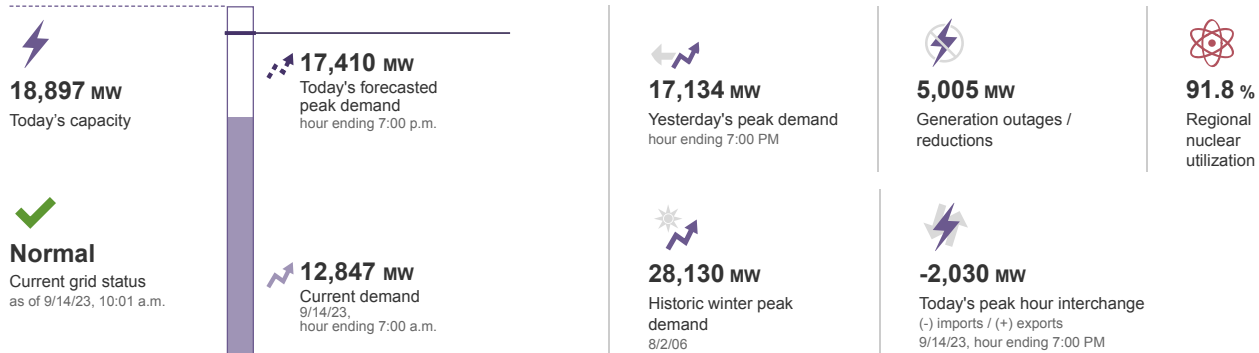 18,897 MW
Today's capacity
Normal
Current grid status
as of 9/14/23, 10:01 a.m.
17,410 MW
Today's forecasted
peak demand
hour ending 7:00 p.m.
12,847 MW
Current demand
9/14/23,
hour ending 7:00 a.m.
17,134 MW
Yesterday's peak demand
hour ending 7:00 PM
5,005 MW
Generation outages /
reductions
91.8 %
Regional
nuclear
utilization
28,130 MW
Historic winter peak
demand
8/2/06
-2,030 MW
Today's peak hour interchange
(-) imports / (+) exports
9/14/23, hour ending 7:00 PM